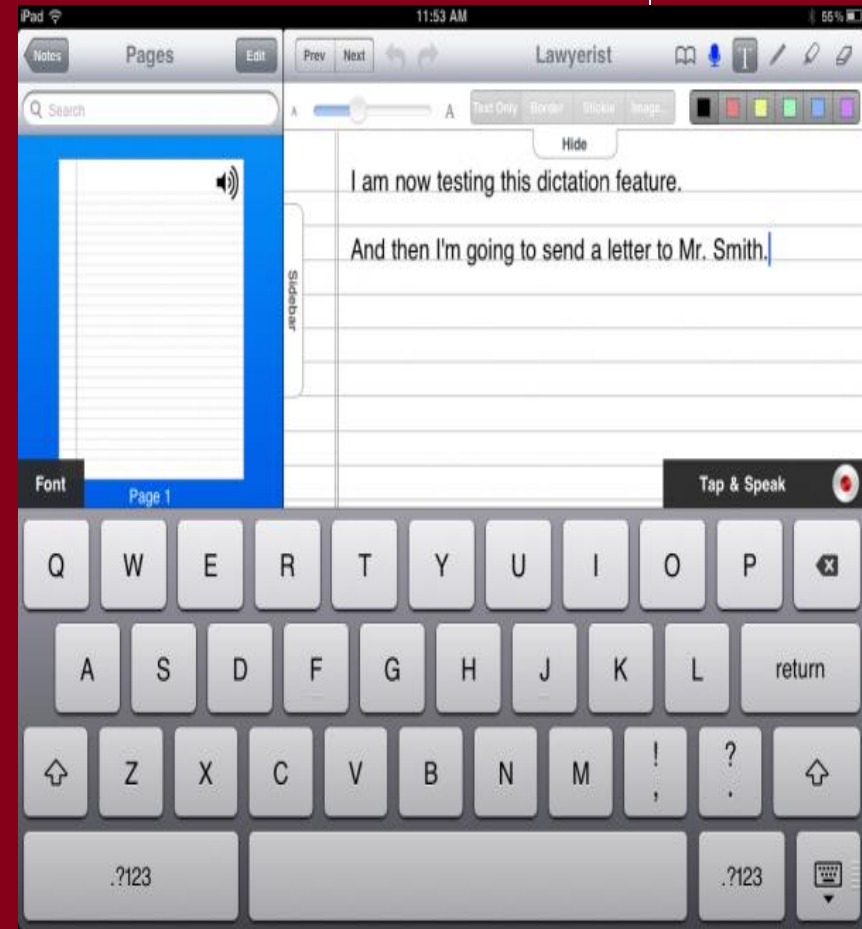 iPad 11:53 AM 55%
Notes Pages Edit Prev Next Lawyerist T
Search A A Text Only Border Stickie Image...
Hide
I am now testing this dictation feature.
And then I'm going to send a letter to Mr. Smith.
Sidebar
Font Page 1 Tap & Speak
Q W E R T Y U I O P
A S D F G H J K L return
Z X C V B N M ! , ? .
.?123 .?123